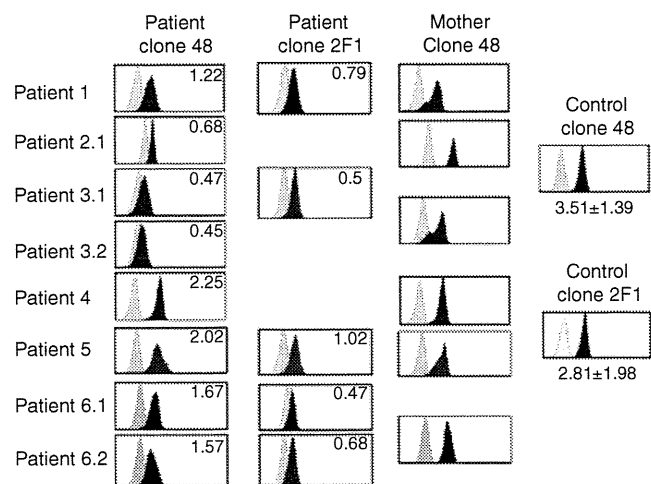 Patient
clone 48
Patient
clone 2F1
Mother
Clone 48
Patient 1
1.22
0.79
Patient 2.1
0.68
Patient 3.1
0.47
0.5
Patient 3.2
0.45
Patient 4
2.25
Patient 5
2.02
1.02
Patient 6.1
1.67
0.47
Patient 6.2
1.57
0.68
Control
clone 48
3.51±1.39
Control
clone 2F1
2.81±1.98